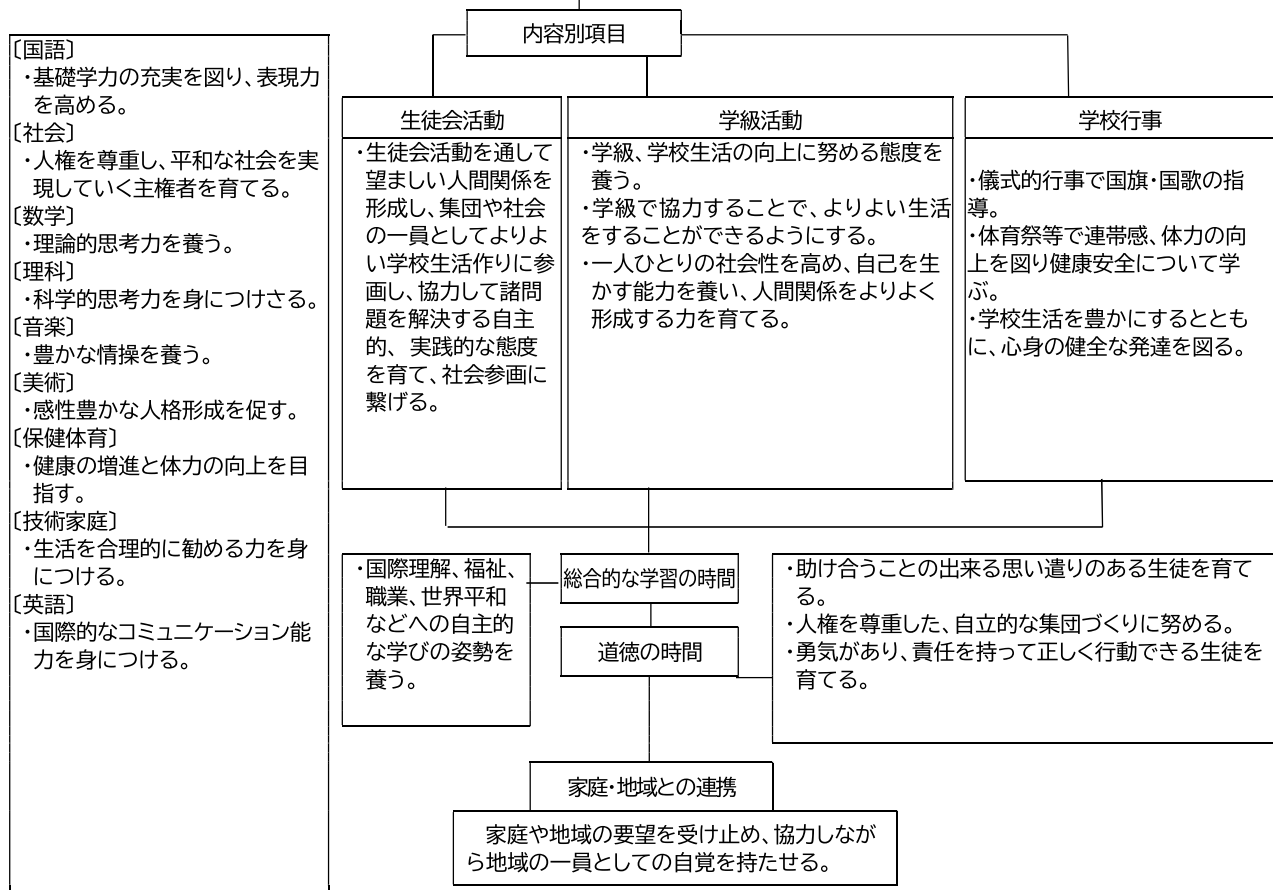 内容別項目
〔国語〕
・基礎学力の充実を図り、表現力
を高める。
〔社会〕
・人権を尊重し、平和な社会を実
現していく主権者を育てる。
〔数学〕
・理論的思考力を養う。
〔理科〕
・科学的思考力を身につけさる。
〔音楽〕
・豊かな情操を養う。
〔美術〕
・感性豊かな人格形成を促す。
〔保健体育〕
・健康の増進と体力の向上を目
指す。
〔技術家庭〕
・生活を合理的に勧める力を身
につける。
〔英語〕
・国際的なコミュニケーション能
力を身につける。
生徒会活動
・生徒会活動を通して
望ましい人間関係を
形成し、集団や社会
の一員としてよりよ
い学校生活作りに参
画し、協力して諸問
題を解決する自主
的、 実践的な態度
を育て、社会参画に
繋げる。
学級活動
・学級、学校生活の向上に努める態度を
養う。
・学級で協力することで、よりよい生活
をすることができるようにする。
・一人ひとりの社会性を高め、自己を生
かす能力を養い、人間関係をよりよく
形成する力を育てる。
学校行事
・儀式的行事で国旗・国歌の指
導。
・体育祭等で連帯感、体力の向
上を図り健康安全について学
ぶ。
・学校生活を豊かにするととも
に、心身の健全な発達を図る。
・国際理解、福祉、
職業、世界平和
などへの自主的
な学びの姿勢を
養う。
総合的な学習の時間
道徳の時間
・助け合うことの出来る思い遣りのある生徒を育て
る。
・人権を尊重した、自立的な集団づくりに努める。
・勇気があり、責任を持って正しく行動できる生徒を
育てる。
家庭・地域との連携
家庭や地域の要望を受け止め、協力しなが
ら地域の一員としての自覚を持たせる。